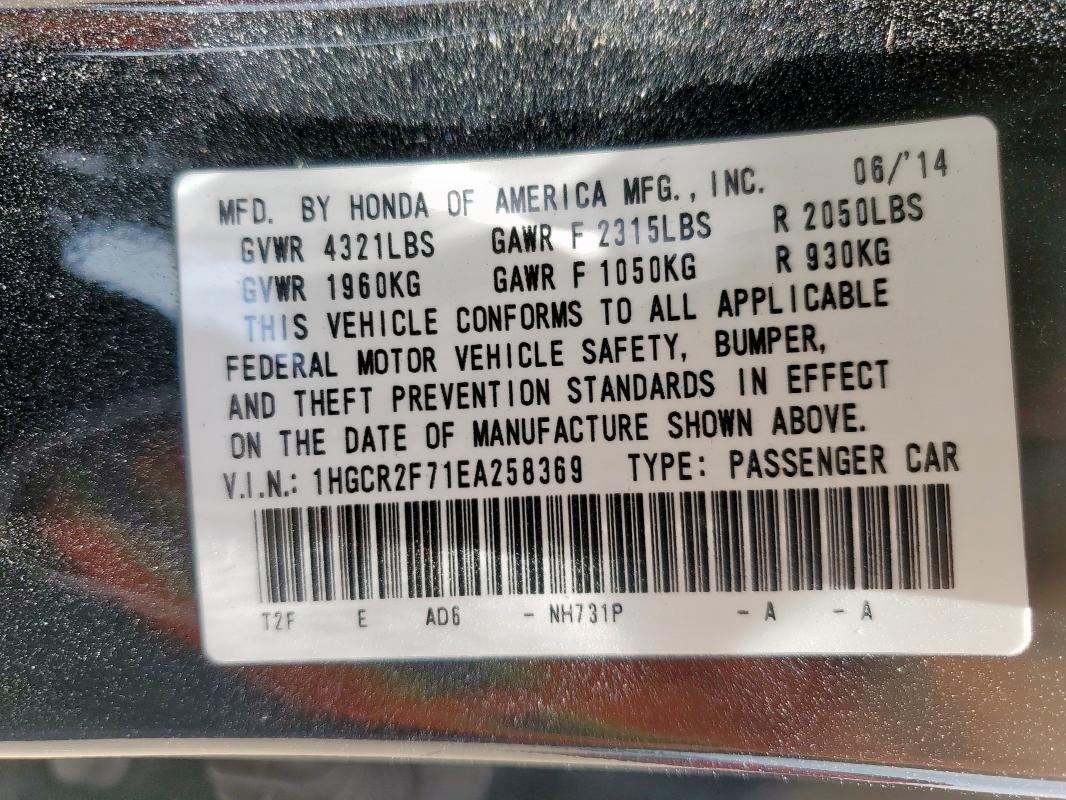 MFD. BY HONDA OF AMERICA MFG., INC. 06/'14
GVWR 4321LBS GAWR F 2315LBS R 2050LBS
GVWR 1960KG GAWR F 1050KG R 930KG
THIS VEHICLE CONFORMS TO ALL APPLICABLE
FEDERAL MOTOR VEHICLE SAFETY, BUMPER,
AND THEFT PREVENTION STANDARDS IN EFFECT
ON THE DATE OF MANUFACTURE SHOWN ABOVE.
V.I.N.: 1HGCR2F71EA258369 TYPE: PASSENGER CAR
T2F E AD6 - NH731P - A - A